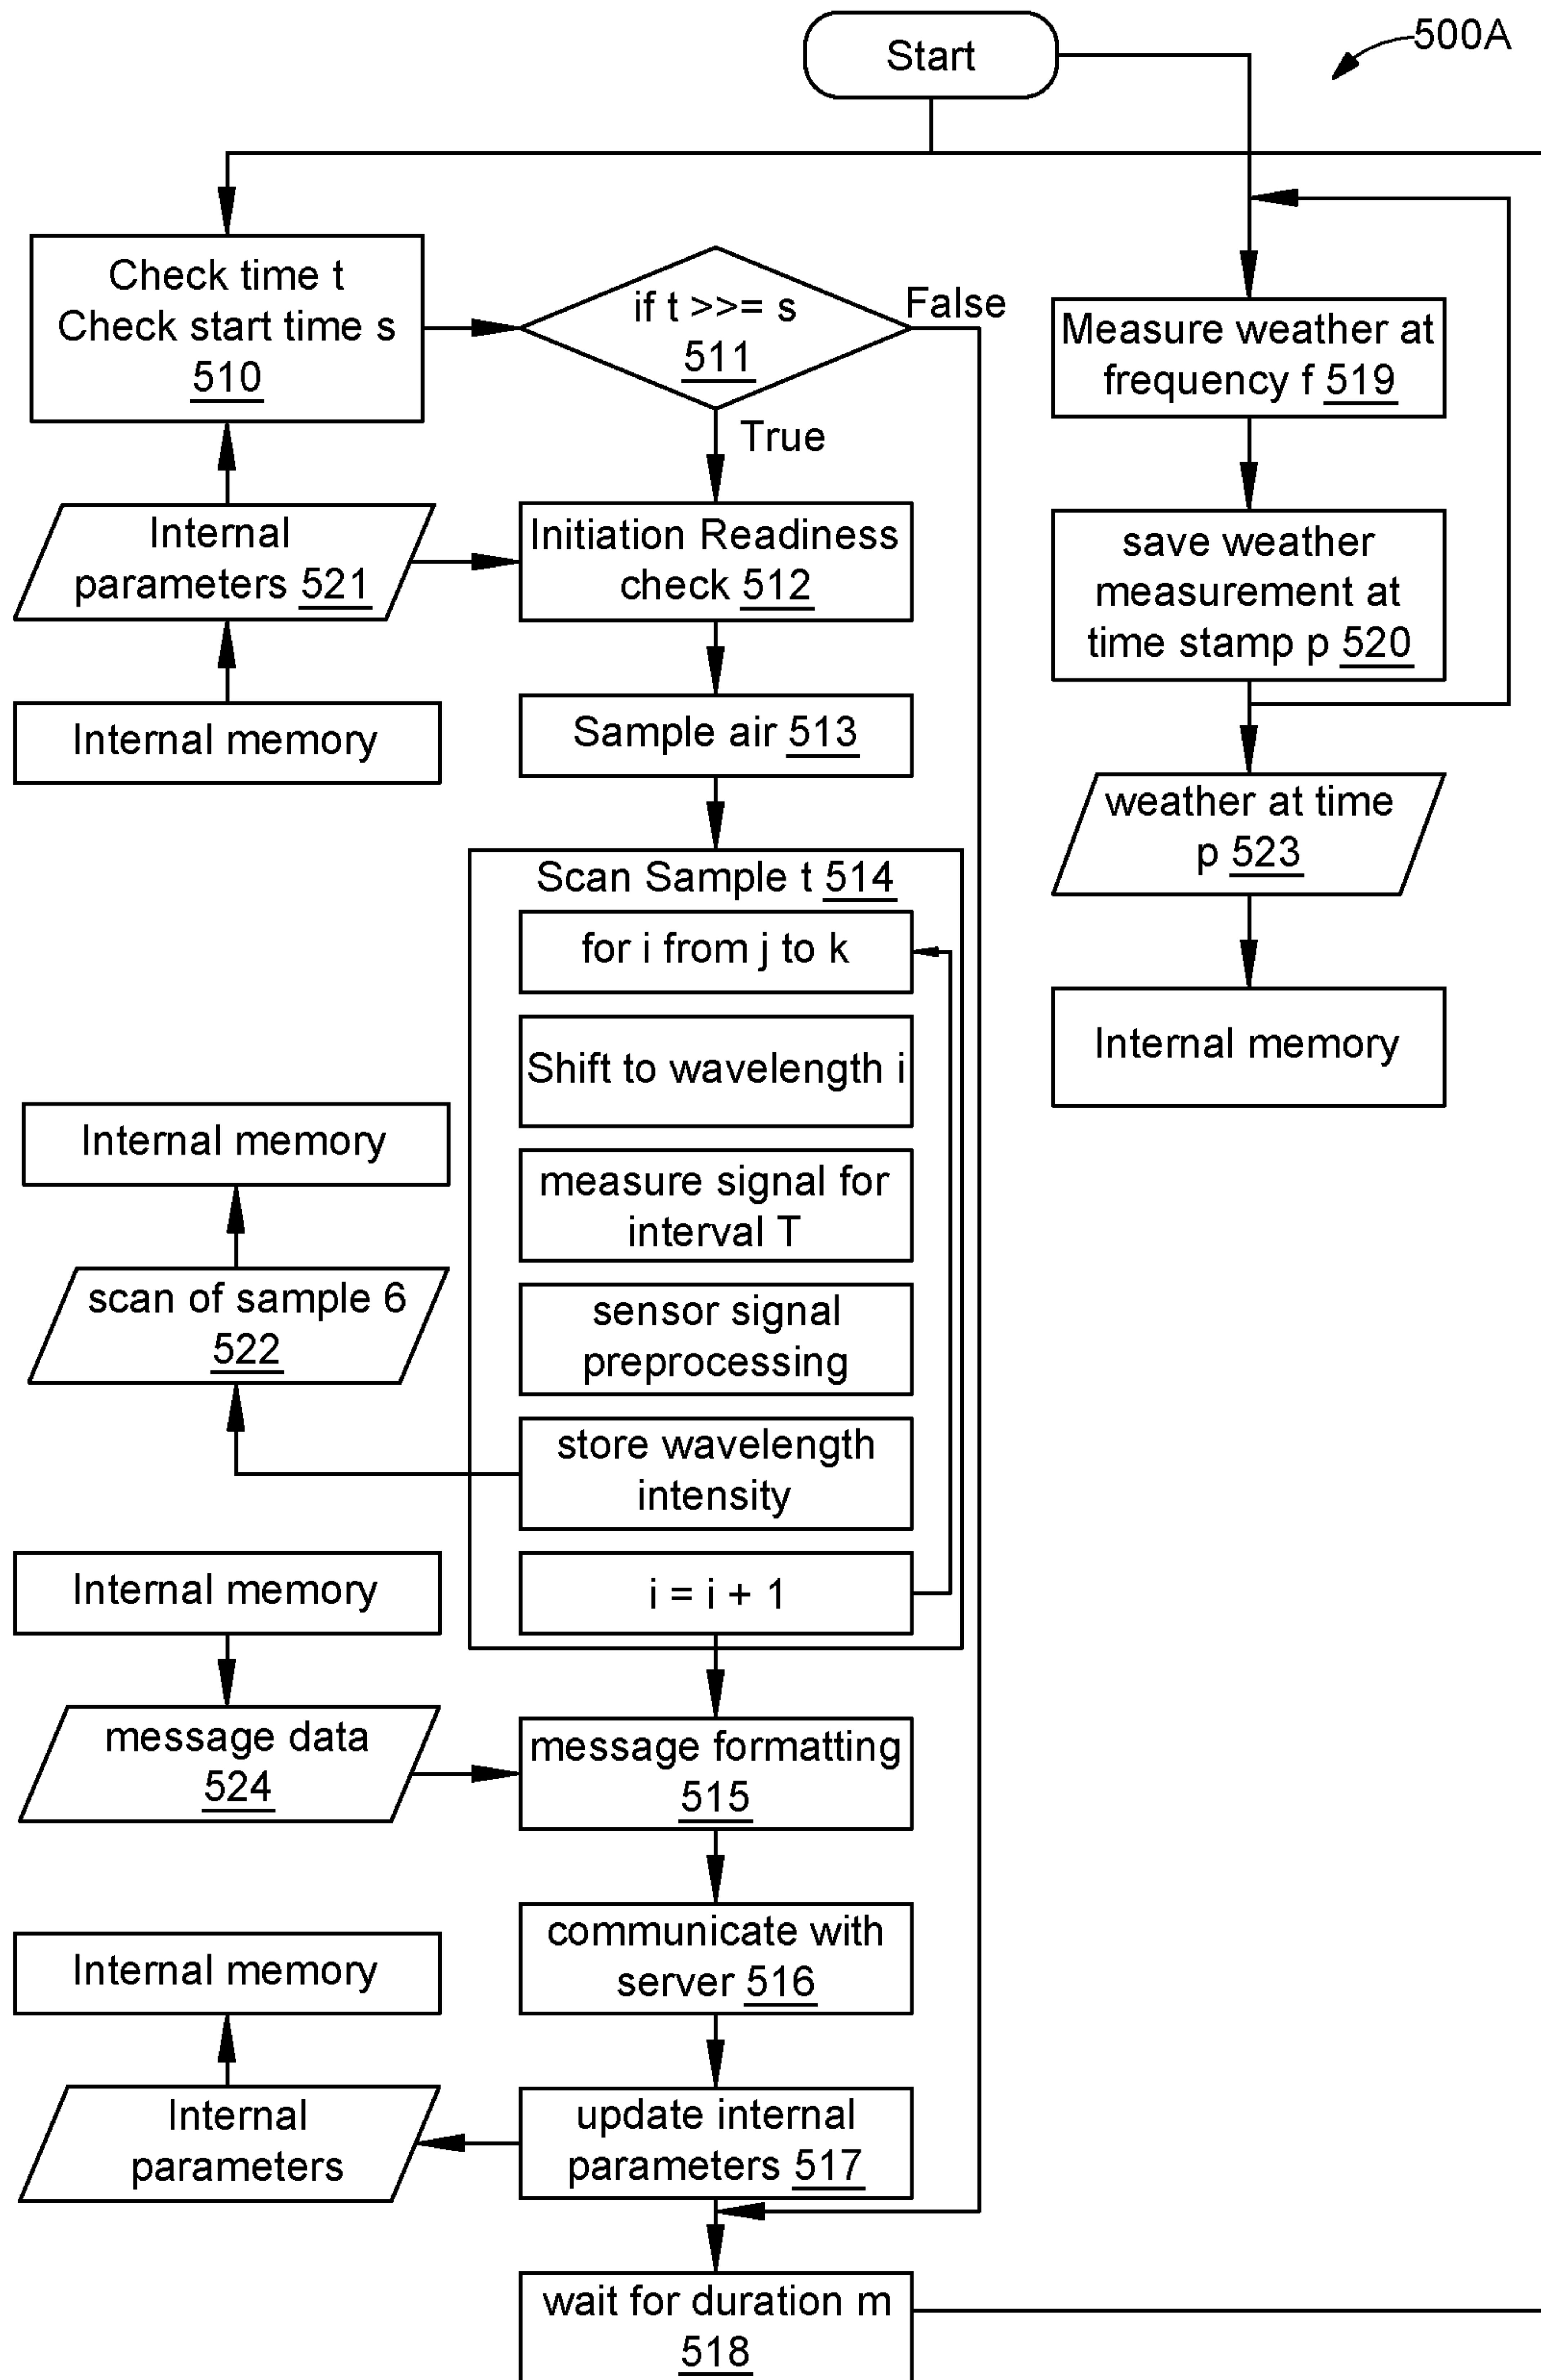 Start
500A
Check time t
Check start time s
510
if t >>= s
511
False
True
Measure weather at
frequency f 519
Internal
parameters 521
Initiation Readiness
check 512
save weather
measurement at
time stamp p 520
Internal memory
Sample air 513
weather at time
p 523
Scan Sample t 514
for i from j to k
Internal memory
Shift to wavelength i
Internal memory
measure signal for
interval T
scan of sample 6
522
sensor signal
preprocessing
store wavelength
intensity
Internal memory
i = i + 1
message data
524
message formatting
515
communicate with
server 516
Internal memory
Internal
parameters
update internal
parameters 517
wait for duration m
518